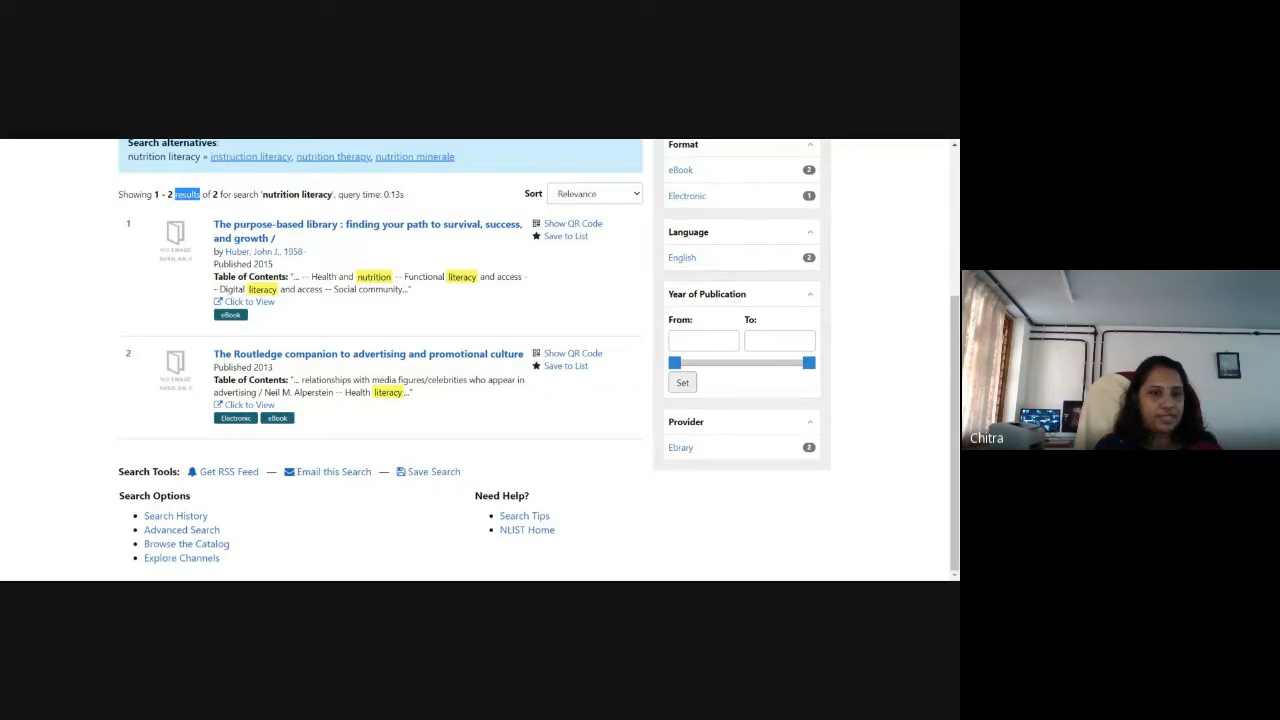 Search alternatives:
nutrition literacy » instruction literacy, nutrition therapy, nutrition minerale
Showing 1 - 2 results of 2 for search 'nutrition literacy', query time: 0.13s
Sort Relevance
1
The purpose-based library : finding your path to survival, success,
and growth /
by Huber, John J., 1958-
Published 2015
Table of Contents: "... -- Health and nutrition -- Functional literacy and access -
- Digital literacy and access -- Social community..."
Click to View
eBook
Show QR Code
Save to List
NO IMAGE
AVAILABLE
2
The Routledge companion to advertising and promotional culture
Published 2013
Table of Contents: "... relationships with media figures/celebrities who appear in
advertising / Neil M. Alperstein -- Health literacy..."
Click to View
Electronic eBook
Show QR Code
Save to List
NO IMAGE
AVAILABLE
Search Tools: Get RSS Feed — Email this Search — Save Search
Search Options
Search History
Advanced Search
Browse the Catalog
Explore Channels
Need Help?
Search Tips
NLIST Home
Format
eBook 2
Electronic 1
Language
English 2
Year of Publication
From: To:
Set
Provider
Ebrary 2
Chitra